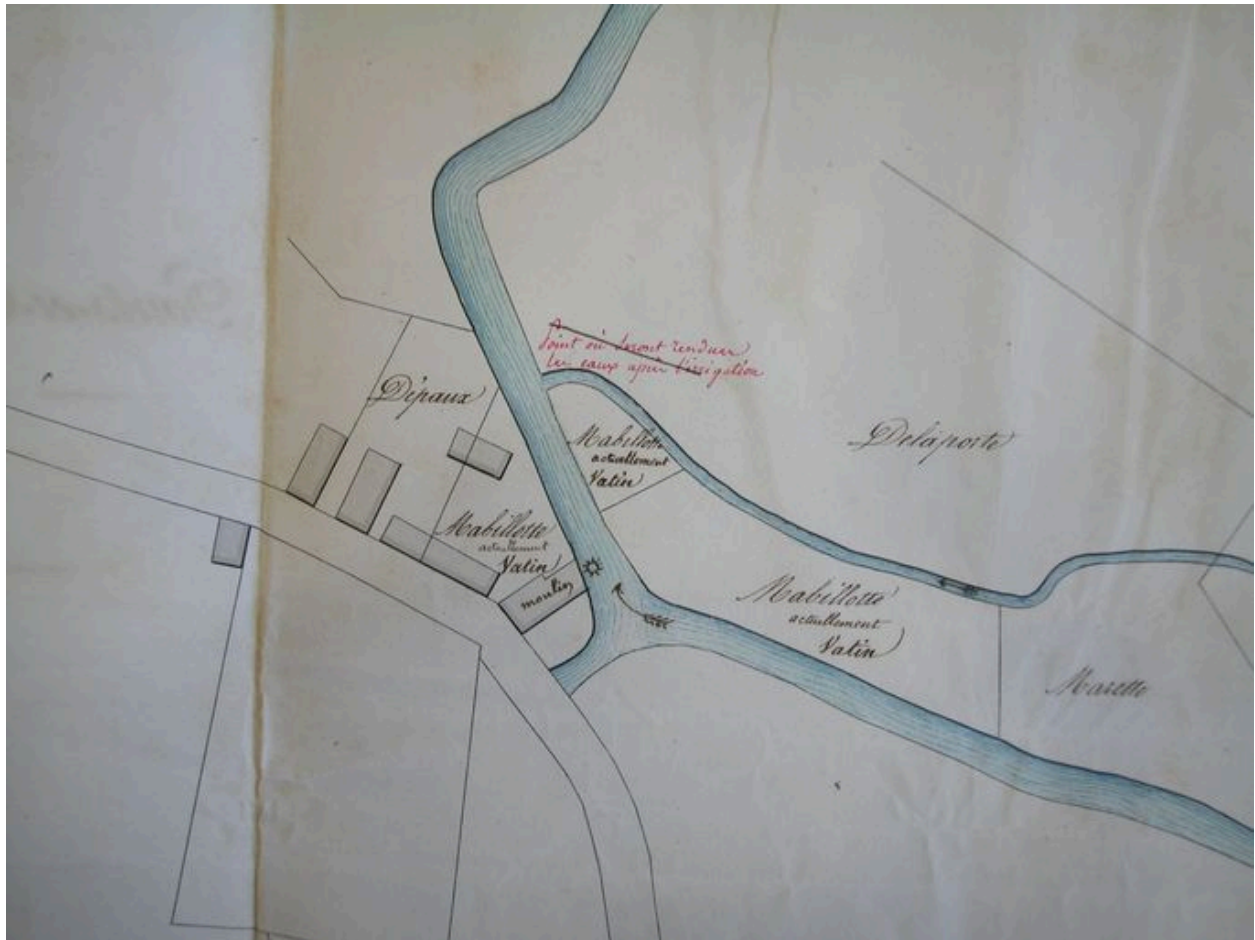 Point où seront rendues
les eaux après l'irrigation
Dépaux
Mabillotte
actuellement
Vatin
Delaporte
Mabillotte
actuellement
Vatin
moulin
Mabillotte
actuellement
Vatin
Marette